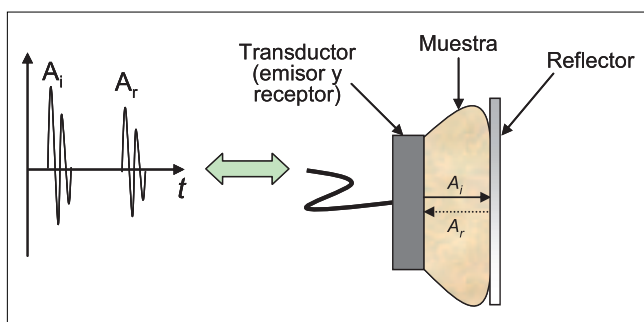 A_i
A_r
t
Transductor
(emisor y
receptor)
Muestra
Reflector
A_i
A_r